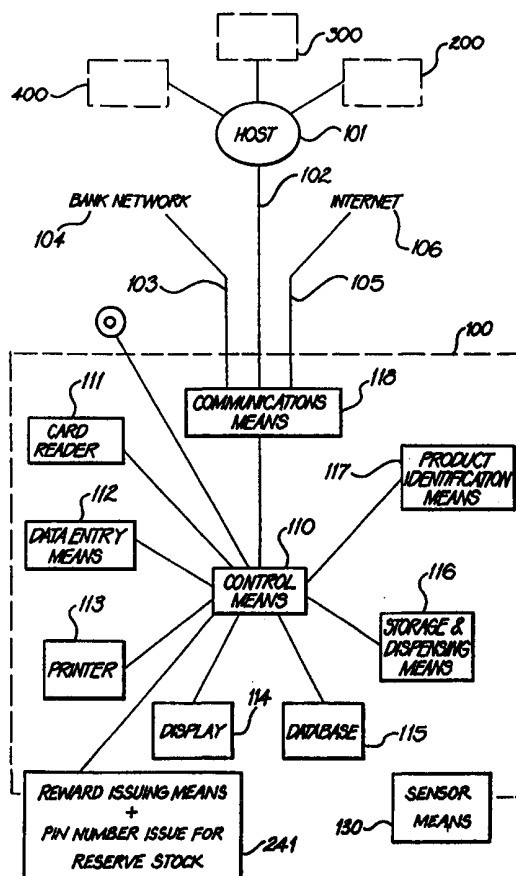 300
400
200
HOST
101
102
BANK NETWORK
INTERNET
104
106
103
105
100
111
118
CARD
READER
COMMUNICATIONS
MEANS
117
PRODUCT
IDENTIFICATION
MEANS
112
DATA ENTRY
MEANS
110
CONTROL
MEANS
116
STORAGE &
DISPENSING
MEANS
113
PRINTER
DISPLAY
114
DATABASE
115
REWARD ISSUING MEANS
+
PIN NUMBER ISSUE FOR
RESERVE STOCK
241
SENSOR
MEANS
130